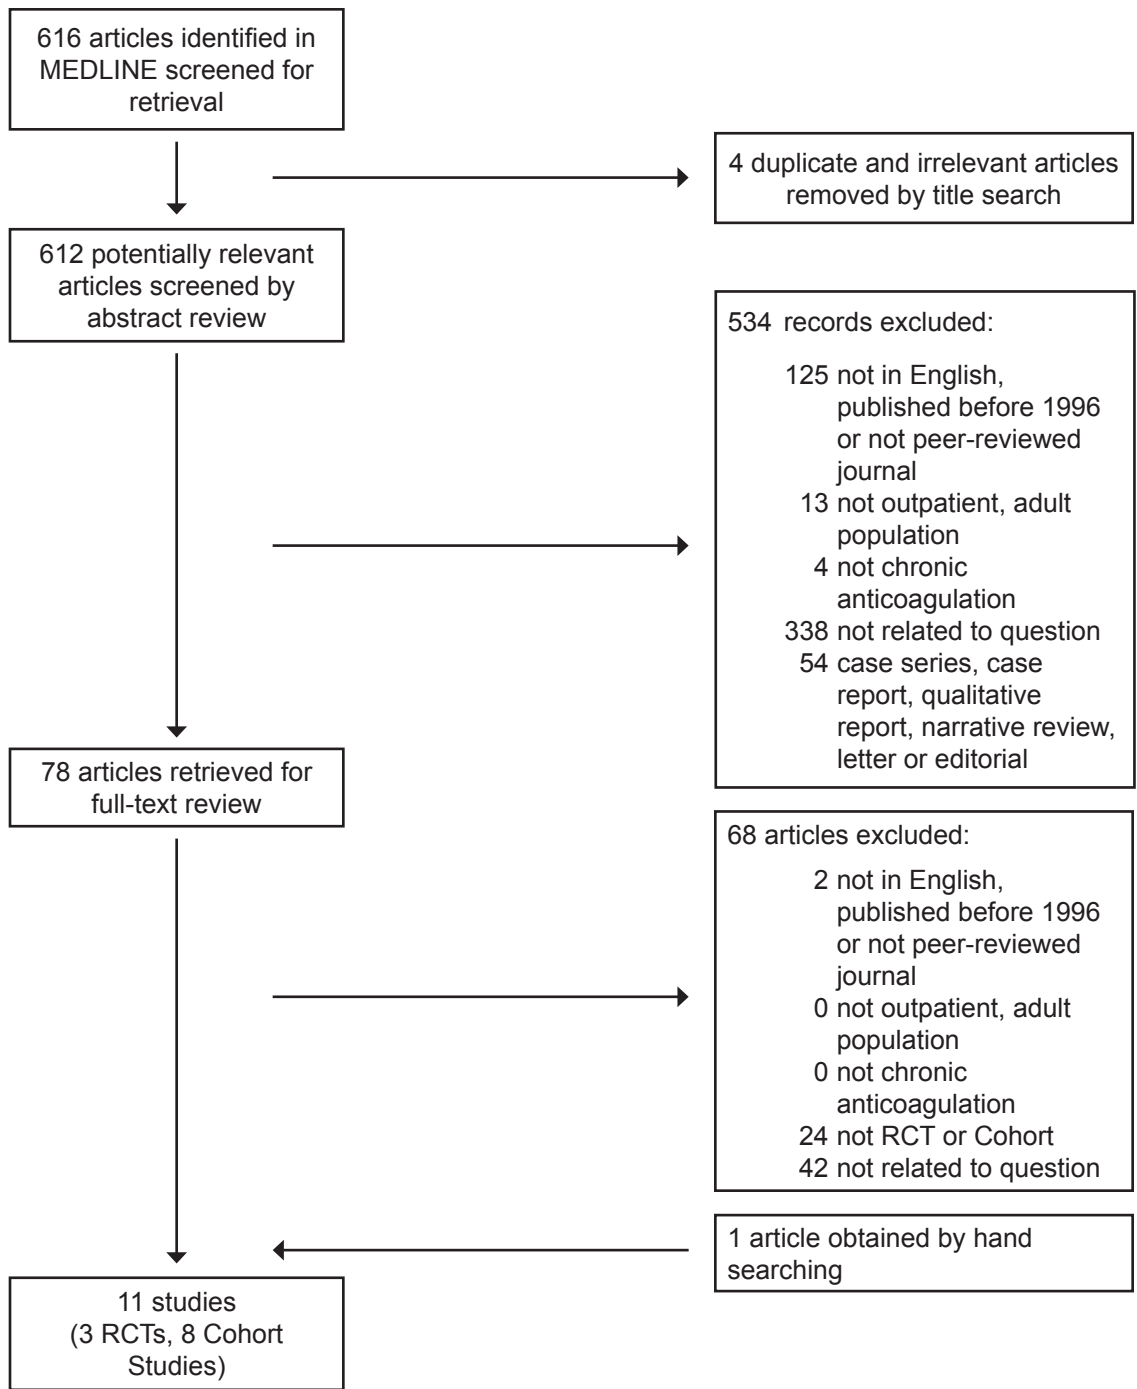 616 articles identified in
MEDLINE screened for
retrieval
4 duplicate and irrelevant articles
removed by title search
612 potentially relevant
articles screened by
abstract review
534 records excluded:
125 not in English,
published before 1996
or not peer-reviewed
journal
13 not outpatient, adult
population
4 not chronic
anticoagulation
338 not related to question
54 case series, case
report, qualitative
report, narrative review,
letter or editorial
78 articles retrieved for
full-text review
68 articles excluded:
2 not in English,
published before 1996
or not peer-reviewed
journal
0 not outpatient, adult
population
0 not chronic
anticoagulation
24 not RCT or Cohort
42 not related to question
1 article obtained by hand
searching
11 studies
(3 RCTs, 8 Cohort
Studies)